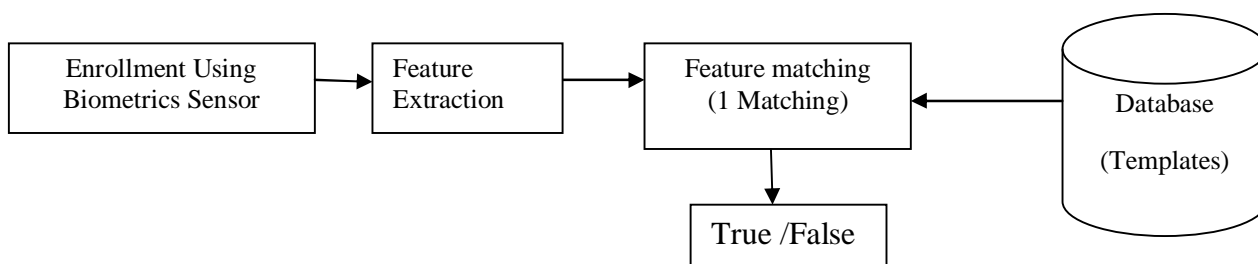 Enrollment Using
Biometrics Sensor
Feature
Extraction
Feature matching
(1 Matching)
Database
(Templates)
True /False